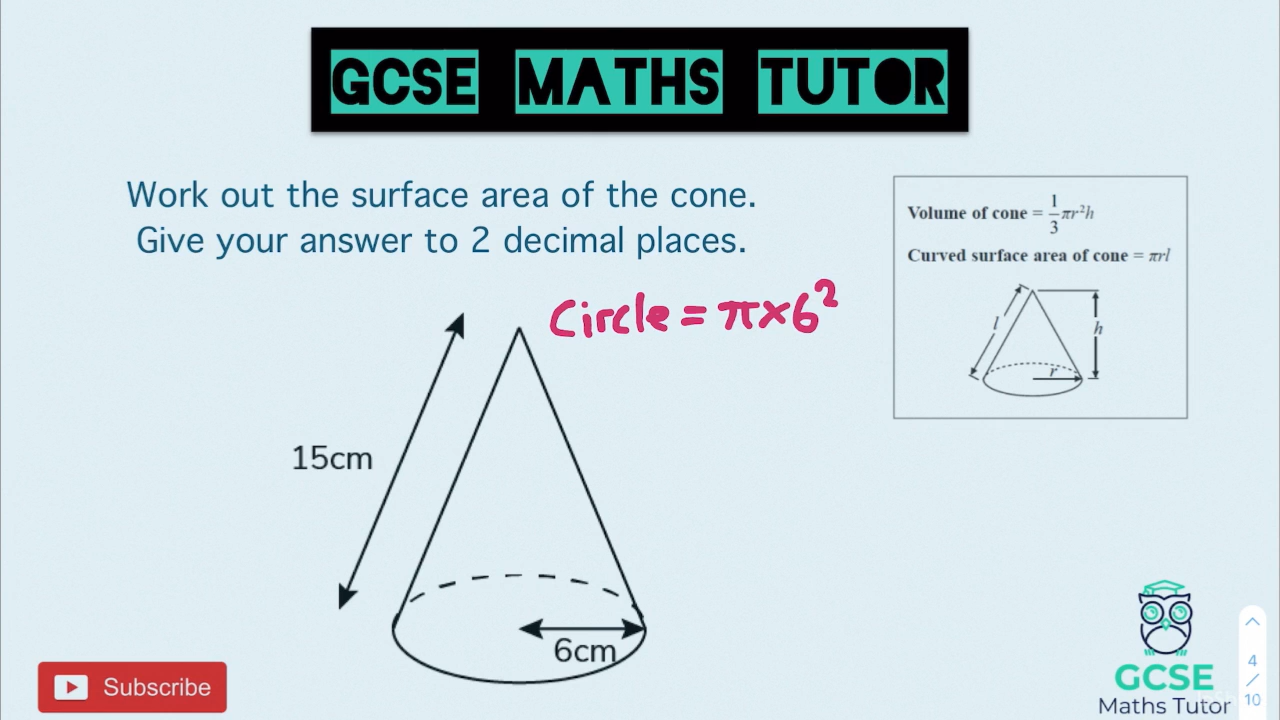 GCSE MATHS TUTOR
Work out the surface area of the cone.
Give your answer to 2 decimal places.
Volume of cone = 1/3 πr²h
Curved surface area of cone = πrl
l
h
r
Circle = π×6²
15cm
6cm
Subscribe
GCSE
Maths Tutor
4
/
10